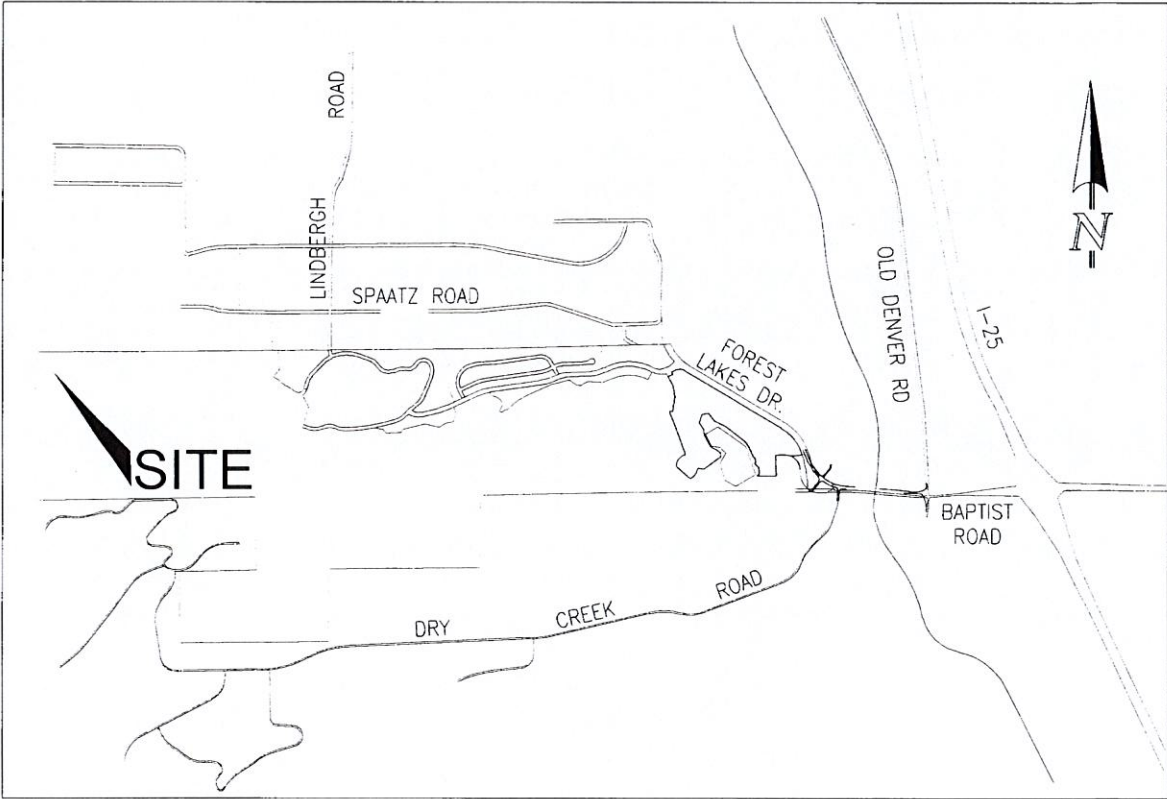 ROAD
LINDBERGH
SPAATZ ROAD
FOREST
LAKES DR.
OLD DENVER RD
I-25
N
SITE
BAPTIST
ROAD
DRY CREEK ROAD